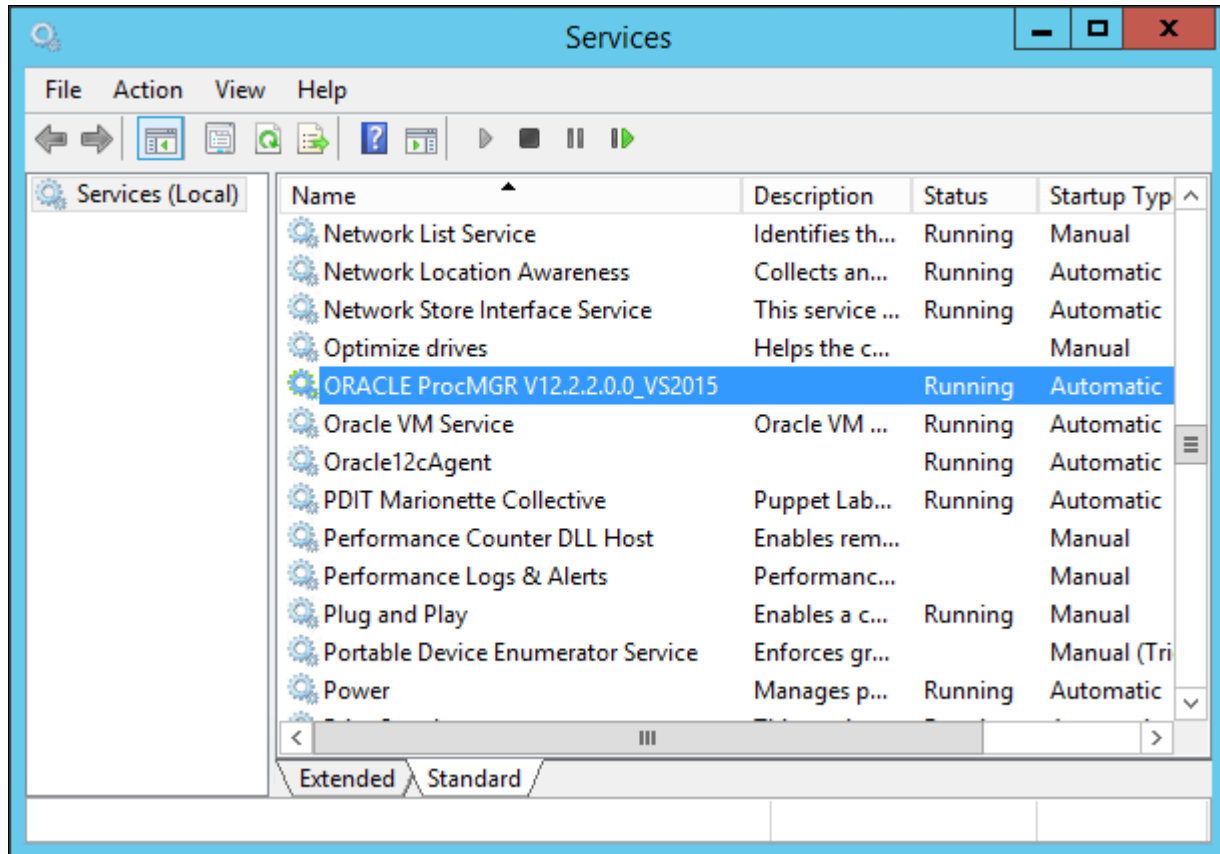 Services
File Action View Help
Services (Local)
Name Description Status Startup Typ
Network List Service Identifies th... Running Manual
Network Location Awareness Collects an... Running Automatic
Network Store Interface Service This service ... Running Automatic
Optimize drives Helps the c... Manual
ORACLE ProcMGR V12.2.2.0.0_VS2015 Running Automatic
Oracle VM Service Oracle VM ... Running Automatic
Oracle12cAgent Running Automatic
PDIT Marionette Collective Puppet Lab... Running Automatic
Performance Counter DLL Host Enables rem... Manual
Performance Logs & Alerts Performanc... Manual
Plug and Play Enables a c... Running Manual
Portable Device Enumerator Service Enforces gr... Manual (Tri
Power Manages p... Running Automatic
Extended Standard